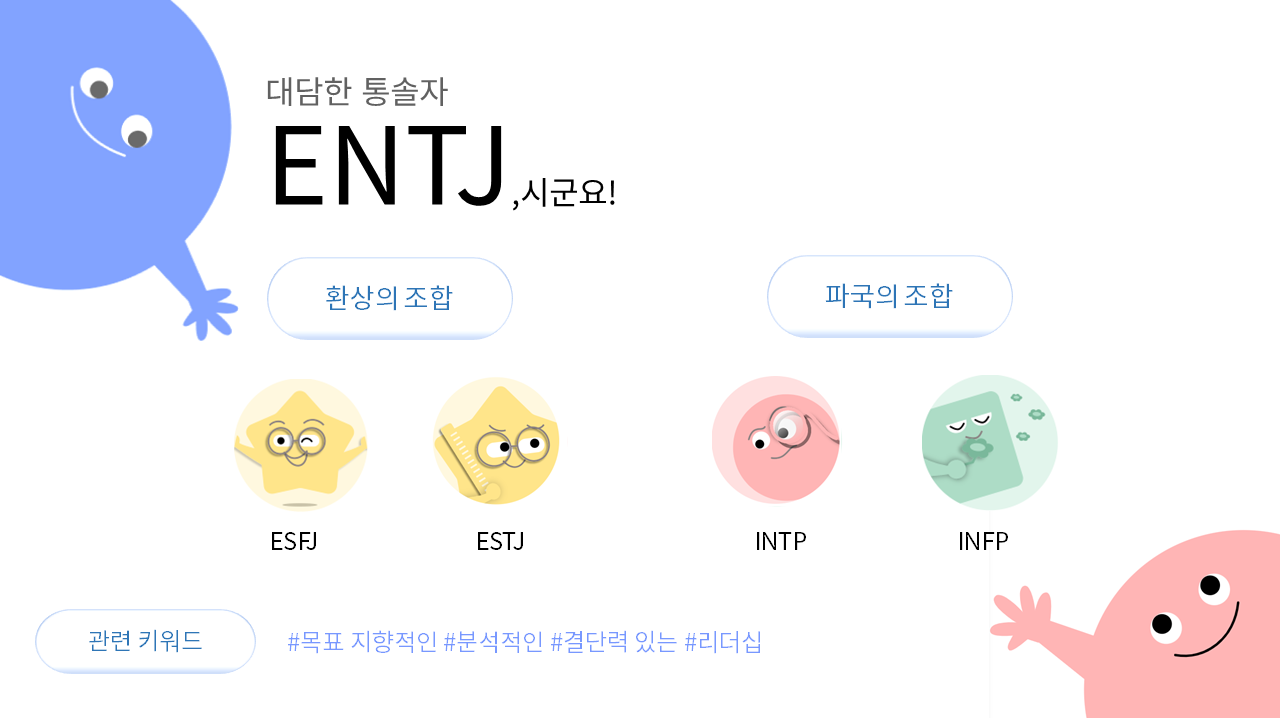 대담한 통솔자
ENTJ,시군요!
환상의 조합
파국의 조합
ESFJ
ESTJ
INTP
INFP
관련 키워드
#목표 지향적인 #분석적인 #결단력 있는 #리더십